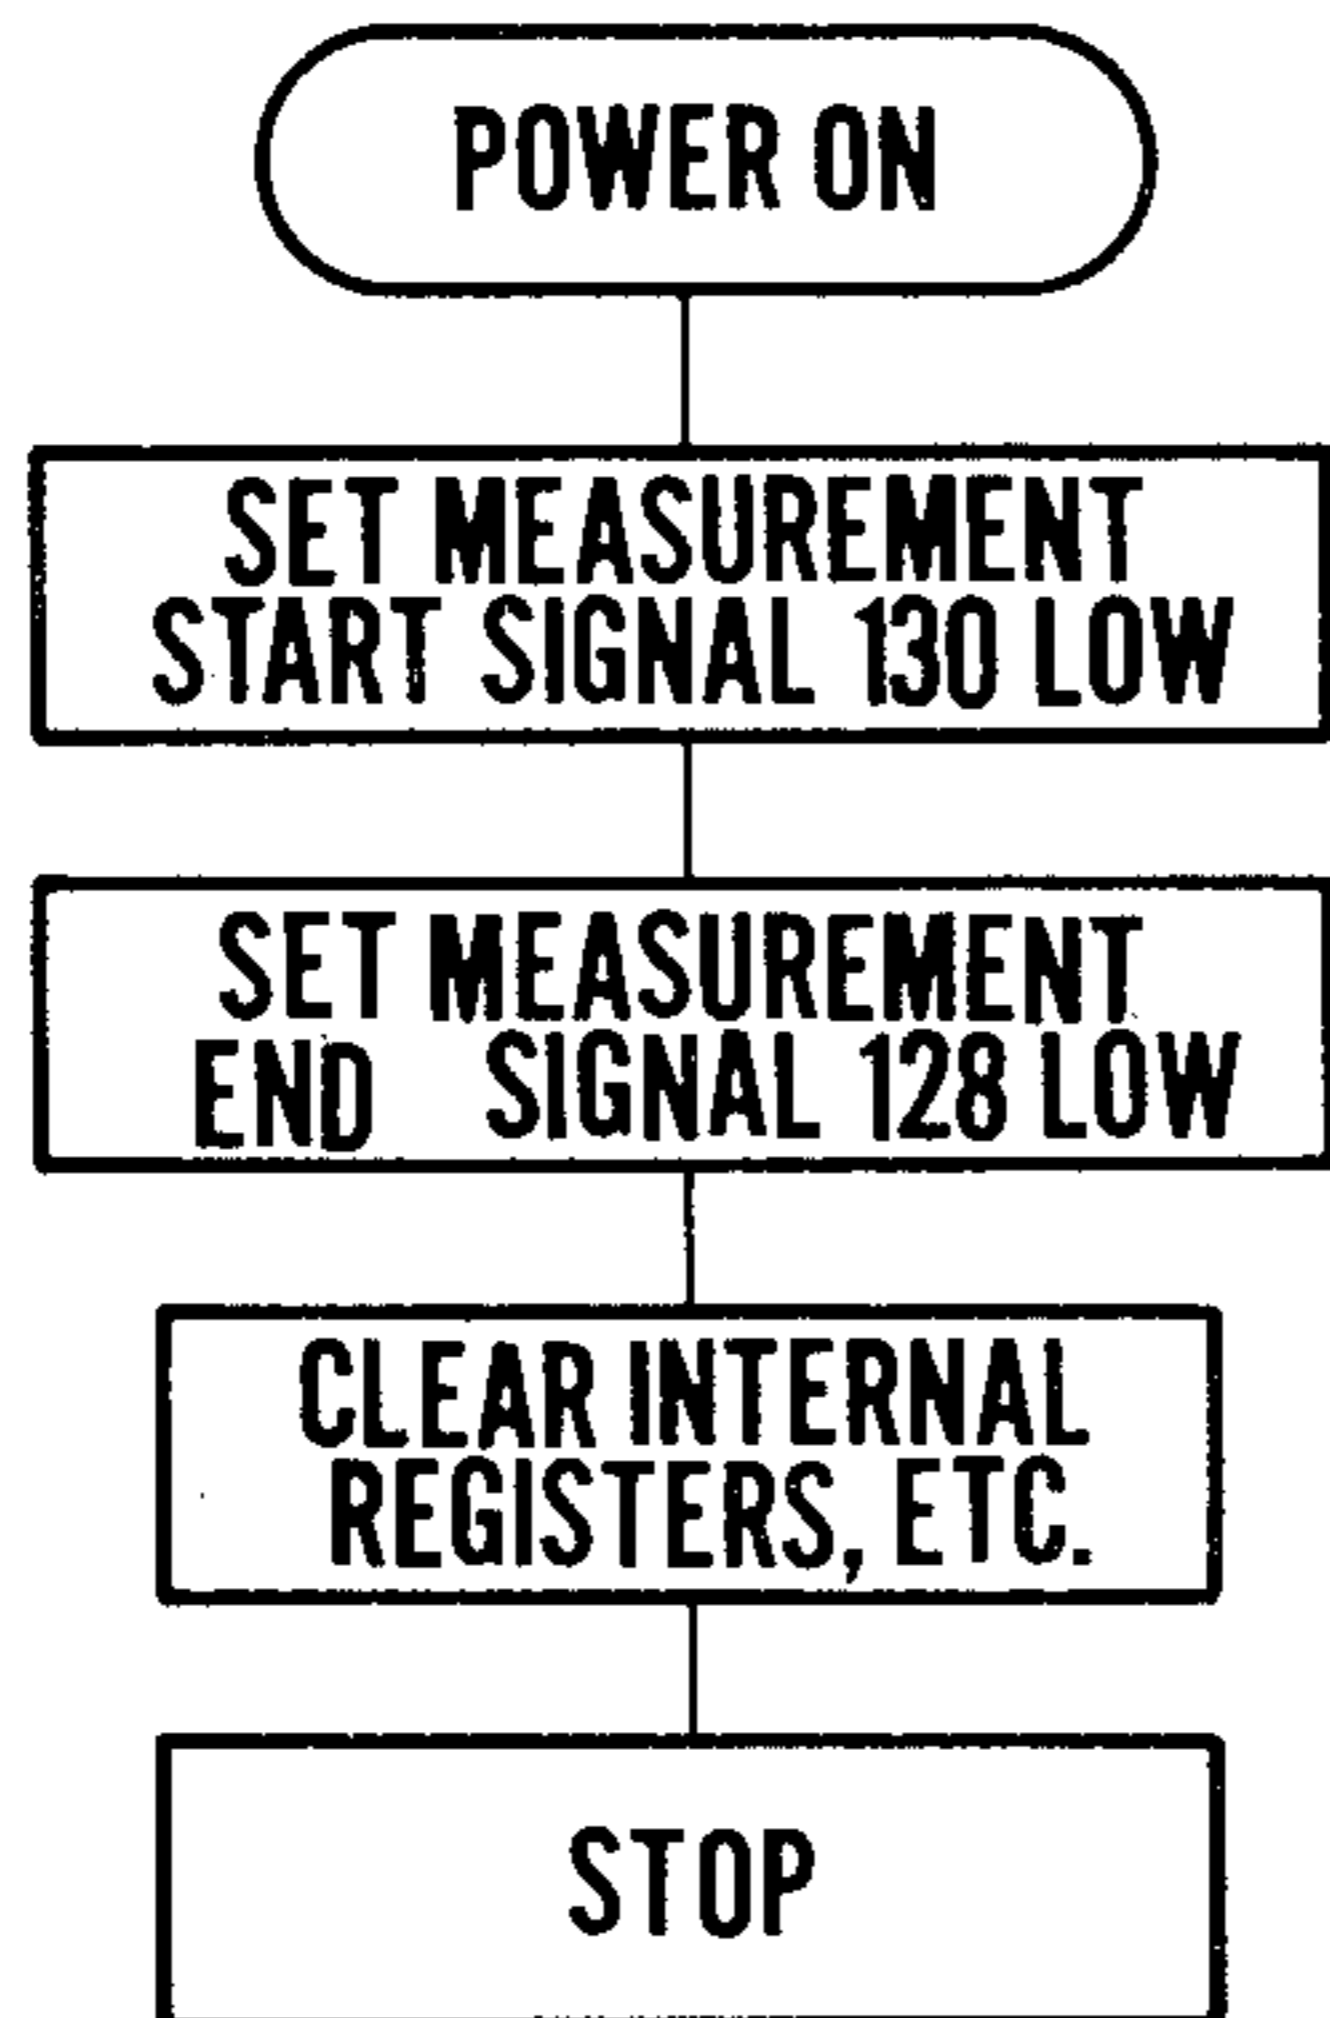 POWER ON
SET MEASUREMENT
START SIGNAL 130 LOW
SET MEASUREMENT
END SIGNAL 128 LOW
CLEAR INTERNAL
REGISTERS, ETC.
STOP